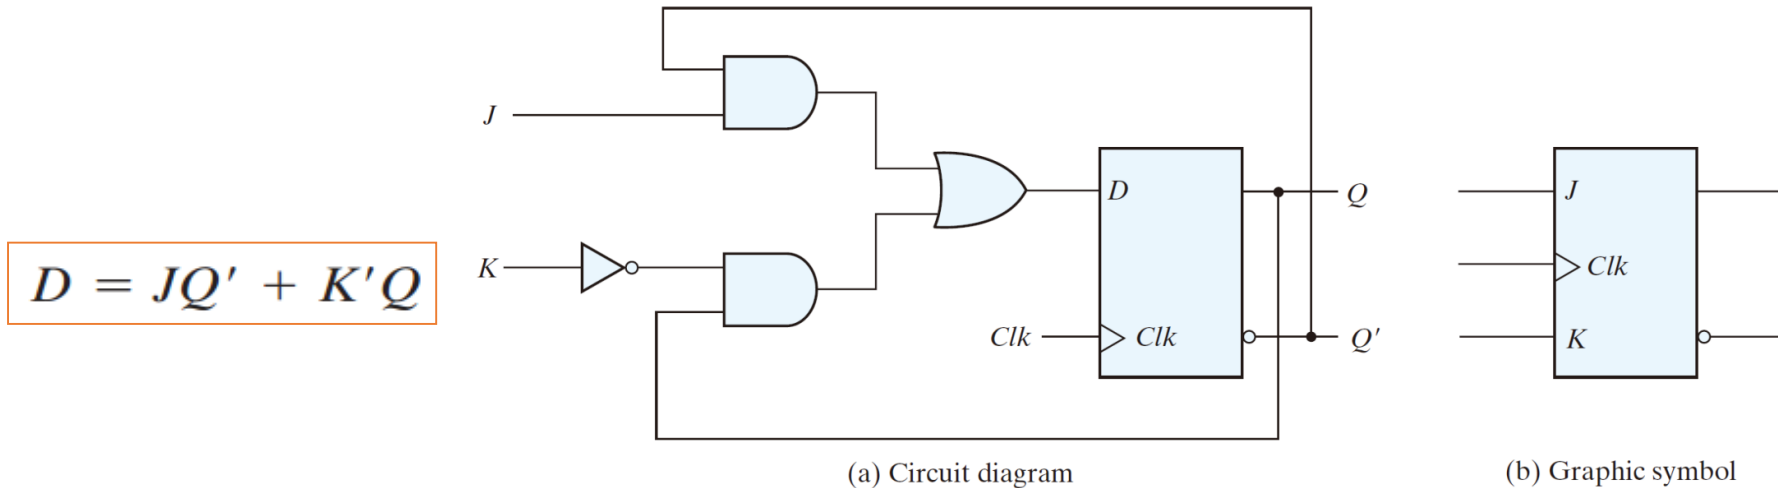 D = JQ' + K'Q
J
K
D
Clk
Clk
Q
Q'
(a) Circuit diagram
J
Clk
K
(b) Graphic symbol